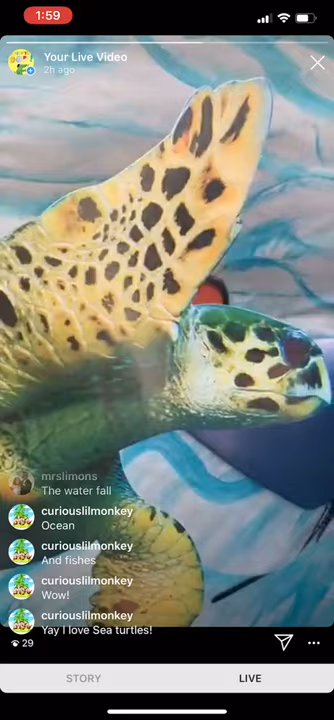 1:59
Your Live Video
2h ago
mrslimons
The water fall
curiouslilmonkey
Ocean
curiouslilmonkey
And fishes
curiouslilmonkey
Wow!
curiouslilmonkey
Yay I love Sea turtles!
29
STORY
LIVE